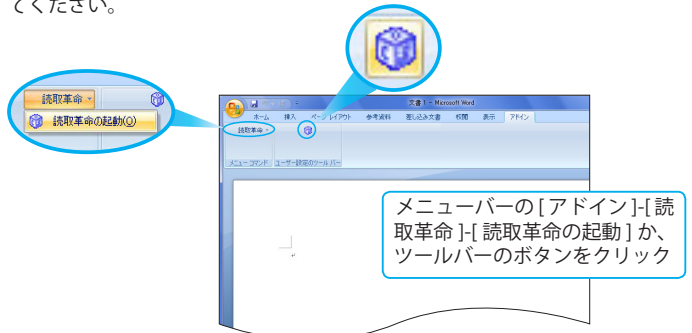 てください。
読取革命
読取革命の起動(O)
文書 1 - Microsoft Word
ホーム 挿入 ページ レイアウト 参考資料 差し込み文書 校閲 表示 アドイン
読取革命
メニュー コマンド ユーザー設定のツール バー
メニューバーの [ アドイン ]-[ 読
取革命 ]-[ 読取革命の起動 ] か、
ツールバーのボタンをクリック